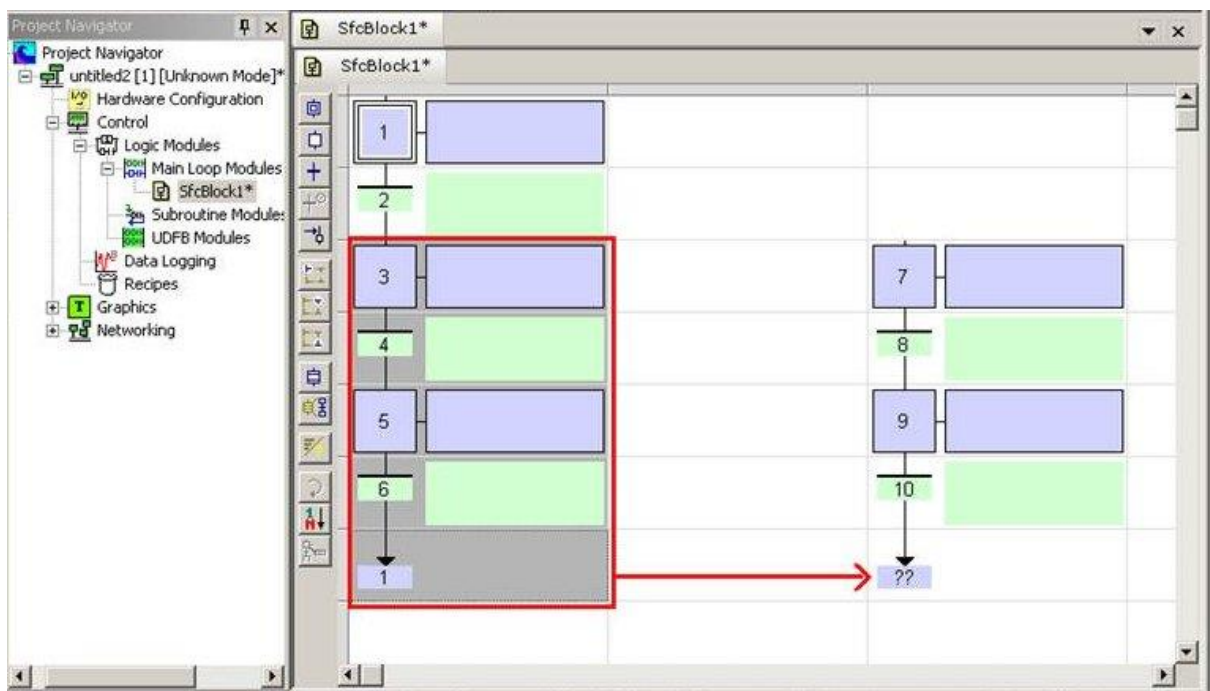 Project Navigator
SfcBlock1*
Project Navigator
untitled2 [1] [Unknown Mode]*
Hardware Configuration
Control
Logic Modules
Main Loop Modules
SfcBlock1*
Subroutine Module
UDFB Modules
Data Logging
Recipes
Graphics
Networking
SfcBlock1*
1
2
3
4
5
6
1
7
8
9
10
??